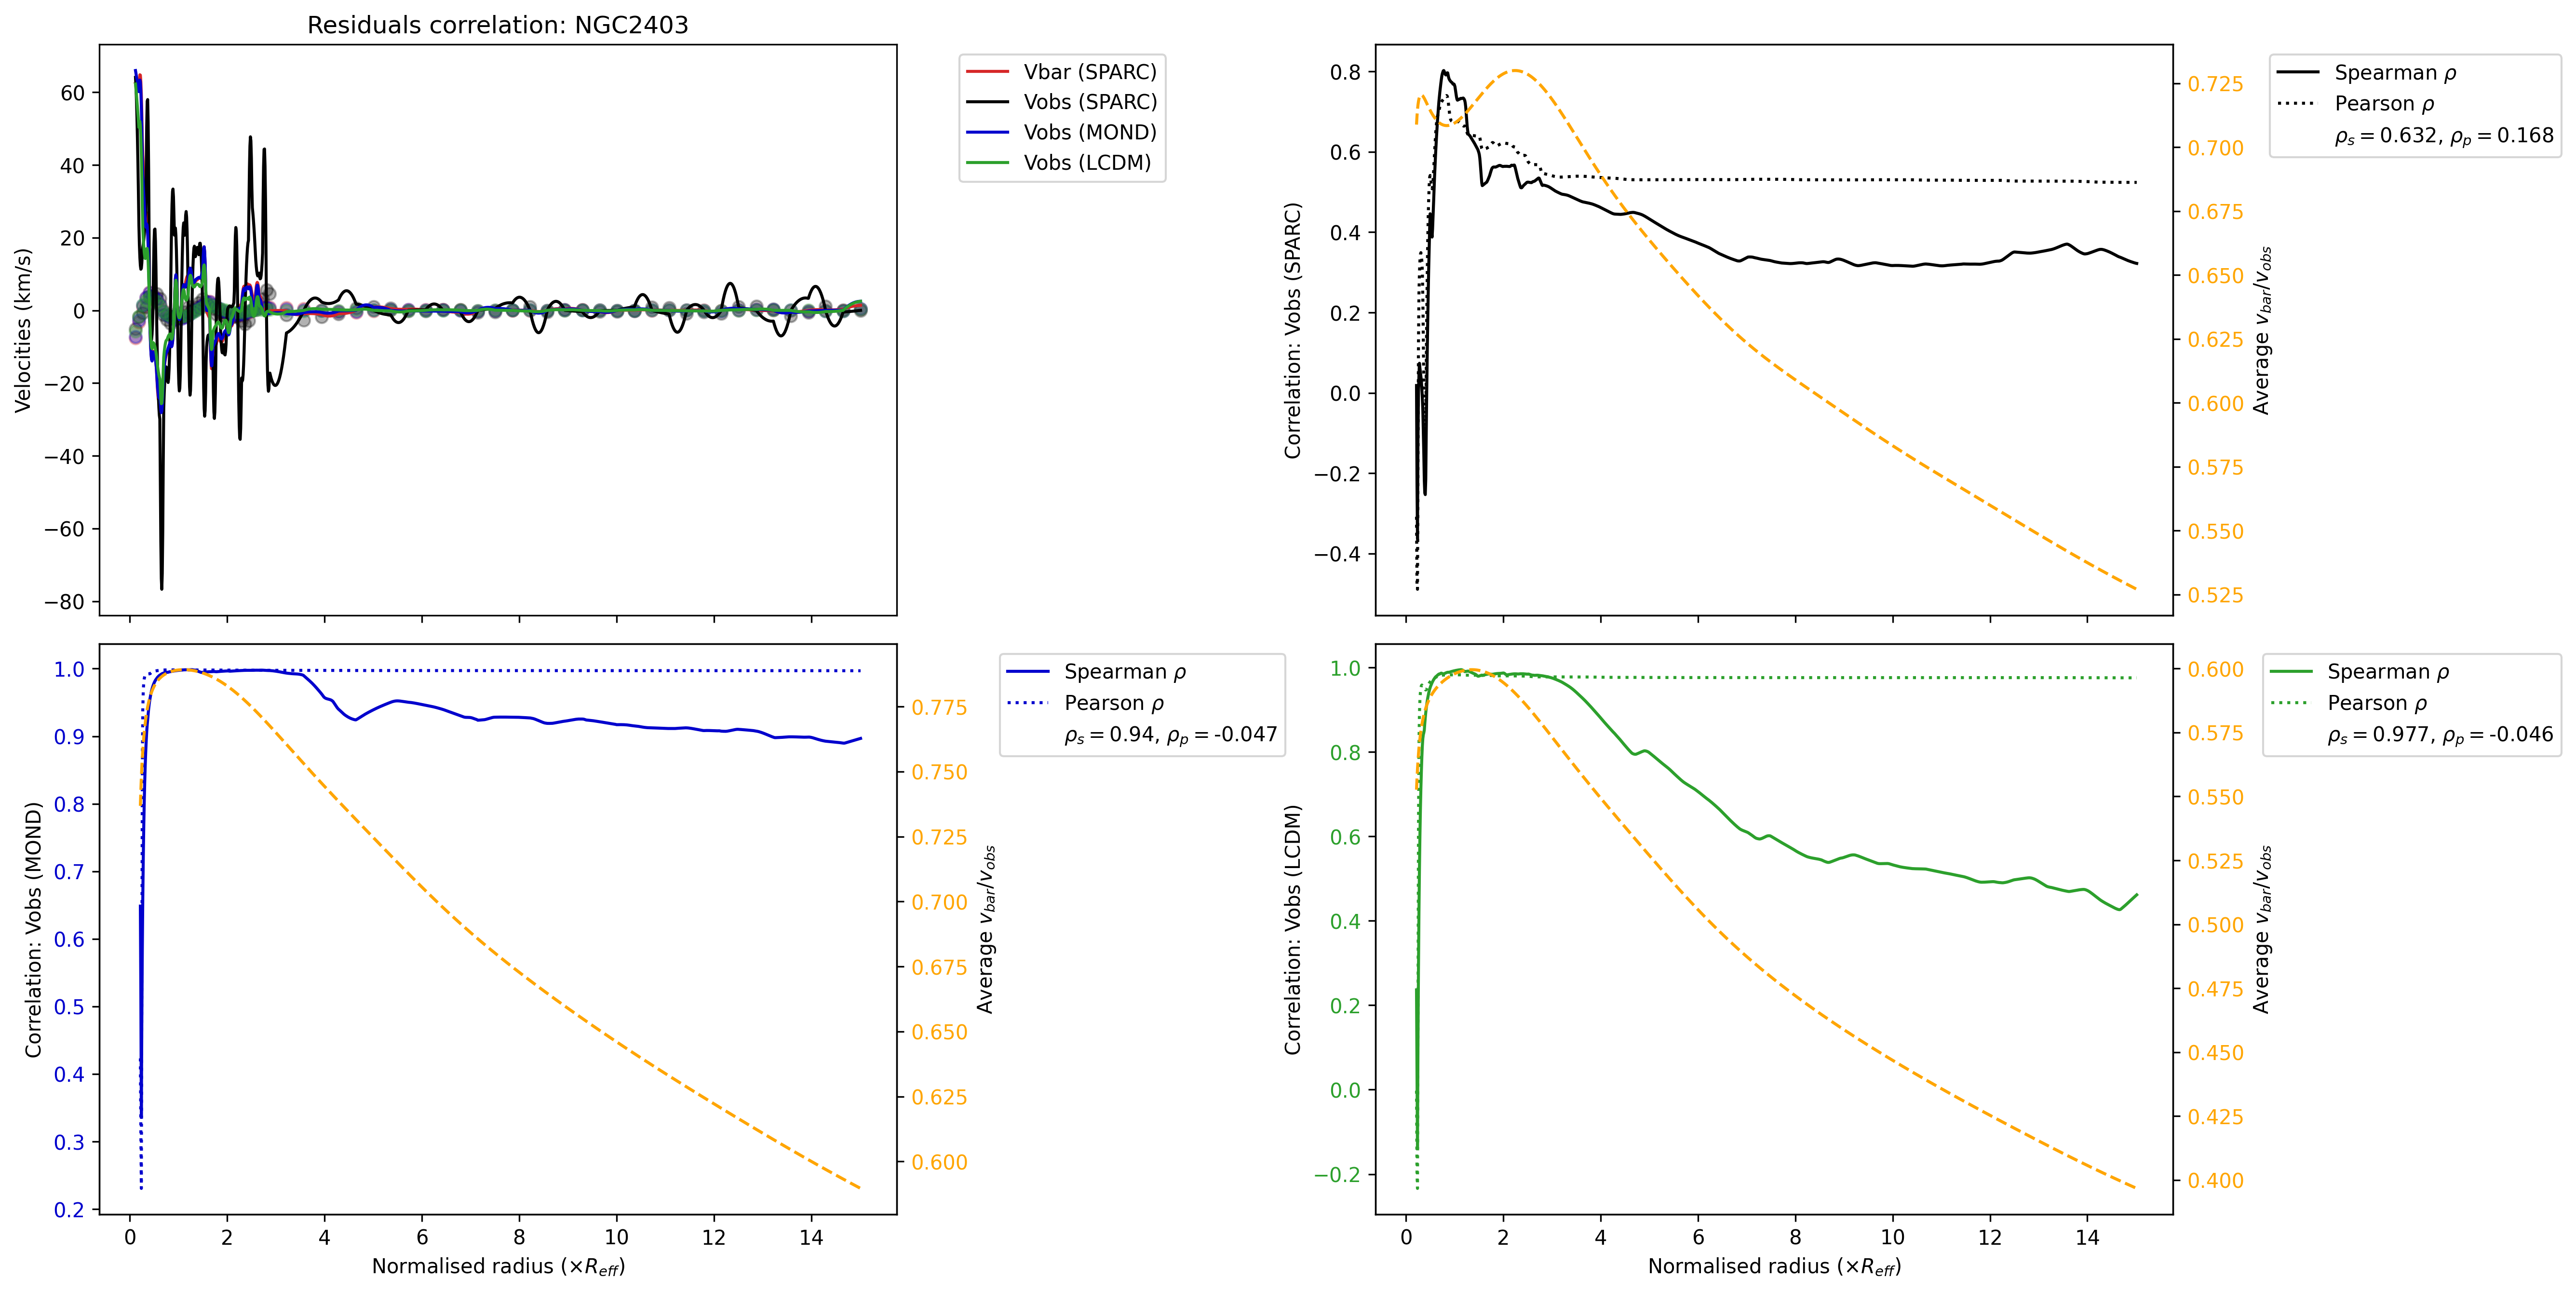 Residuals correlation: NGC2403
Velocities (km/s)
60
40
20
0
−20
−40
−60
−80
Vbar (SPARC)
Vobs (SPARC)
Vobs (MOND)
Vobs (LCDM)
Correlation: Vobs (SPARC)
0.8
0.6
0.4
0.2
0.0
−0.2
−0.4
0.725
0.700
0.675
0.650
0.625
0.600
0.575
0.550
0.525
Average v_bar/v_obs
Spearman ρ
Pearson ρ
ρ_s = 0.632, ρ_p = 0.168
Correlation: Vobs (MOND)
1.0
0.9
0.8
0.7
0.6
0.5
0.4
0.3
0.2
0 2 4 6 8 10 12 14
Normalised radius (×R_eff)
0.775
0.750
0.725
0.700
0.675
0.650
0.625
0.600
Average v_bar/v_obs
Spearman ρ
Pearson ρ
ρ_s = 0.94, ρ_p = -0.047
Correlation: Vobs (LCDM)
1.0
0.8
0.6
0.4
0.2
0.0
−0.2
0 2 4 6 8 10 12 14
Normalised radius (×R_eff)
0.600
0.575
0.550
0.525
0.500
0.475
0.450
0.425
0.400
Average v_bar/v_obs
Spearman ρ
Pearson ρ
ρ_s = 0.977, ρ_p = -0.046